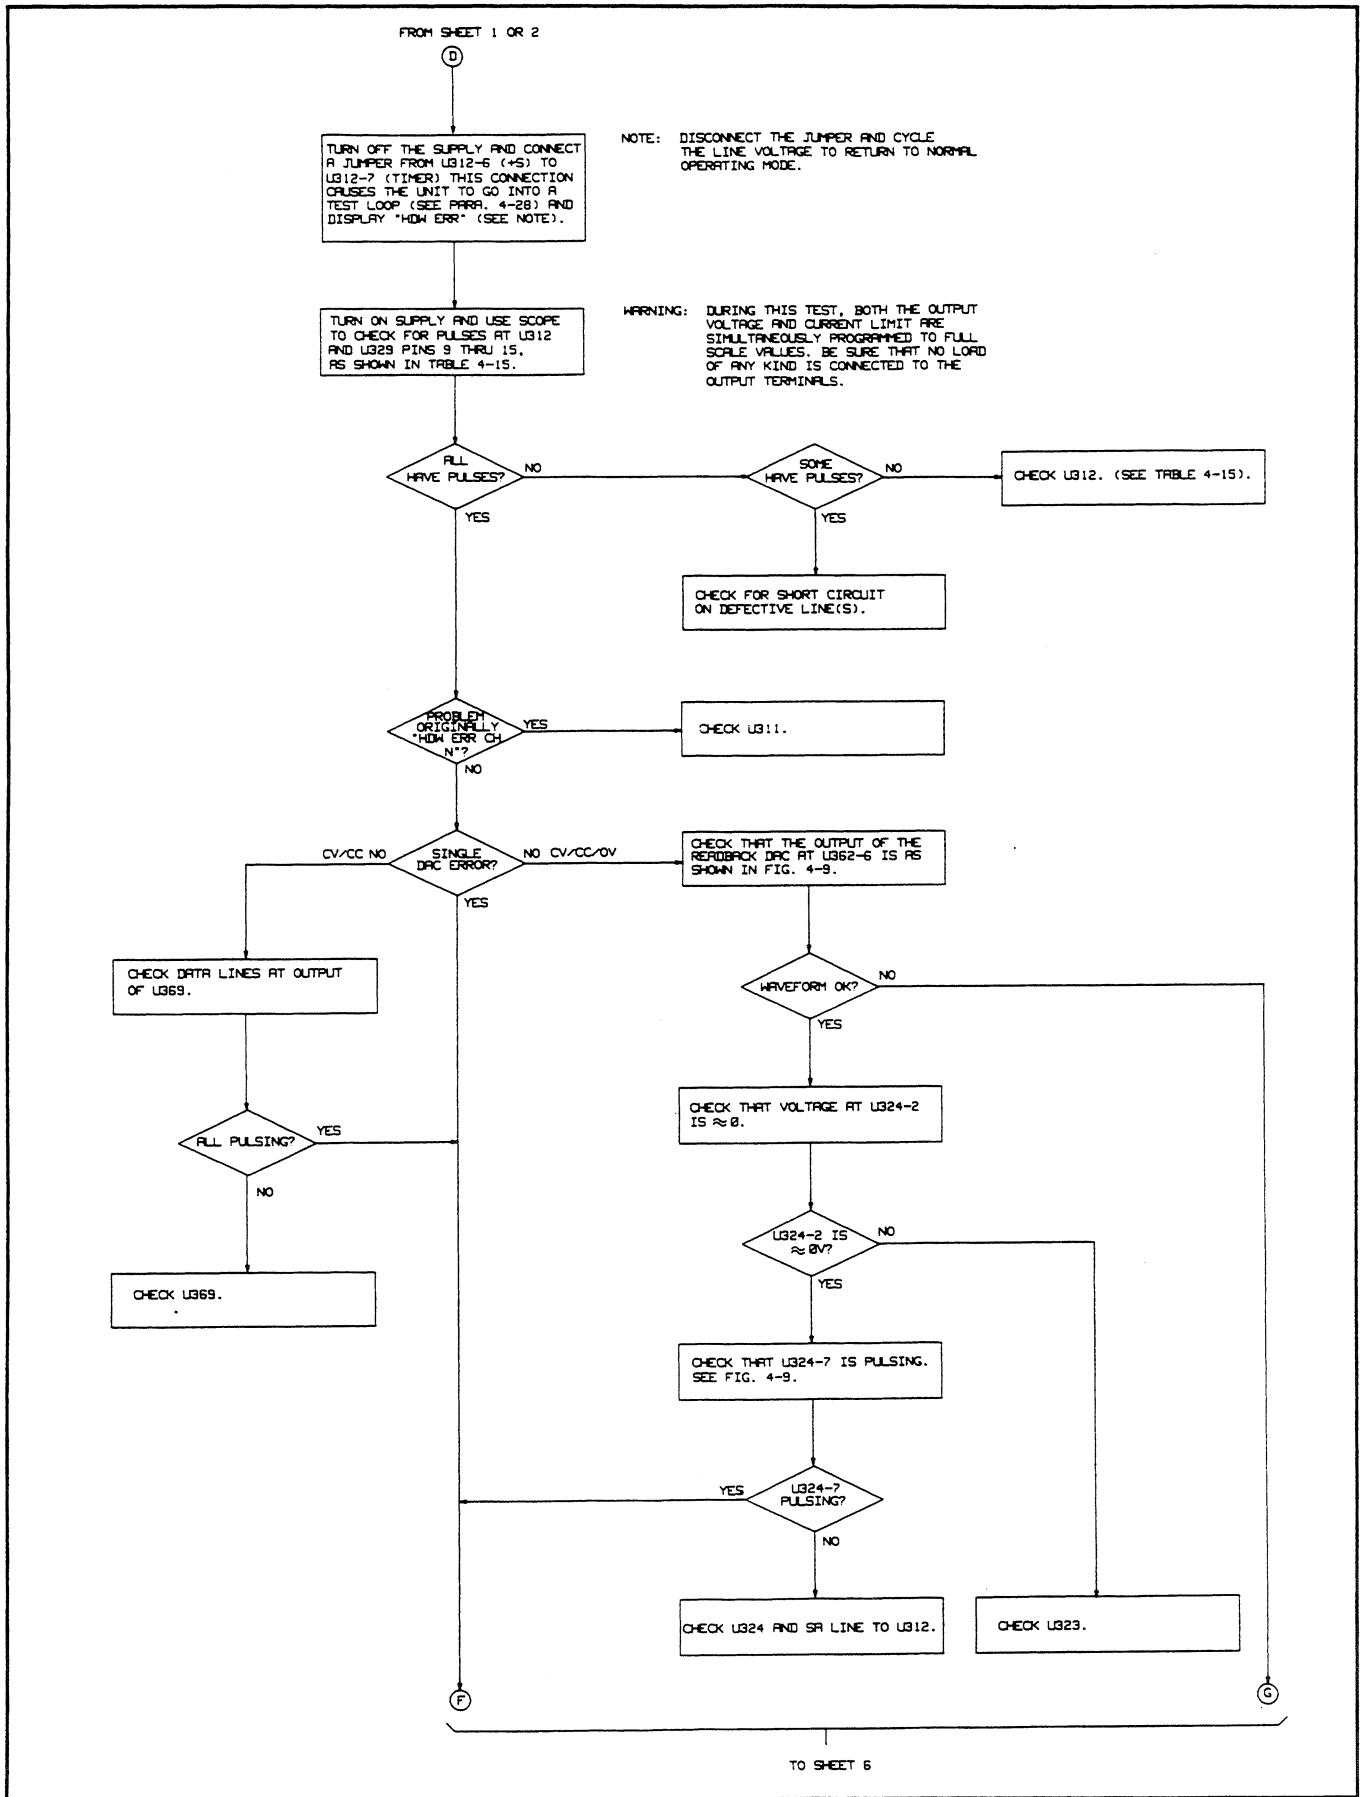 FROM SHEET 1 OR 2
D
TURN OFF THE SUPPLY AND CONNECT
A JUMPER FROM U312-6 (+5) TO
U312-7 (TIMER) THIS CONNECTION
CAUSES THE UNIT TO GO INTO A
TEST LOOP (SEE PARA. 4-28) AND
DISPLAY "HDW ERR" (SEE NOTE).
NOTE: DISCONNECT THE JUMPER AND CYCLE
THE LINE VOLTAGE TO RETURN TO NORMAL
OPERATING MODE.
TURN ON SUPPLY AND USE SCOPE
TO CHECK FOR PULSES AT U312
AND U329 PINS 9 THRU 15,
AS SHOWN IN TABLE 4-15.
WARNING: DURING THIS TEST, BOTH THE OUTPUT
VOLTAGE AND CURRENT LIMIT ARE
SIMULTANEOUSLY PROGRAMMED TO FULL
SCALE VALUES. BE SURE THAT NO LOAD
OF ANY KIND IS CONNECTED TO THE
OUTPUT TERMINALS.
ALL
HAVE PULSES?
NO
YES
SOME
HAVE PULSES?
NO
YES
CHECK U312. (SEE TABLE 4-15).
CHECK FOR SHORT CIRCUIT
ON DEFECTIVE LINE(S).
PROBLEM
ORIGINALLY
"HDW ERR CH
N"?
YES
NO
CHECK U311.
CV/CC NO
SINGLE
DAC ERROR?
NO CV/CC/OV
YES
CHECK THAT THE OUTPUT OF THE
READBACK DAC AT U362-6 IS AS
SHOWN IN FIG. 4-9.
CHECK DATA LINES AT OUTPUT
OF U369.
WAVEFORM OK?
NO
YES
CHECK THAT VOLTAGE AT U324-2
IS ≈ 0.
ALL PULSING?
YES
NO
U324-2 IS
≈ 0V?
NO
YES
CHECK U369.
CHECK THAT U324-7 IS PULSING.
SEE FIG. 4-9.
YES
U324-7
PULSING?
NO
CHECK U324 AND SA LINE TO U312.
CHECK U323.
F
G
TO SHEET 6